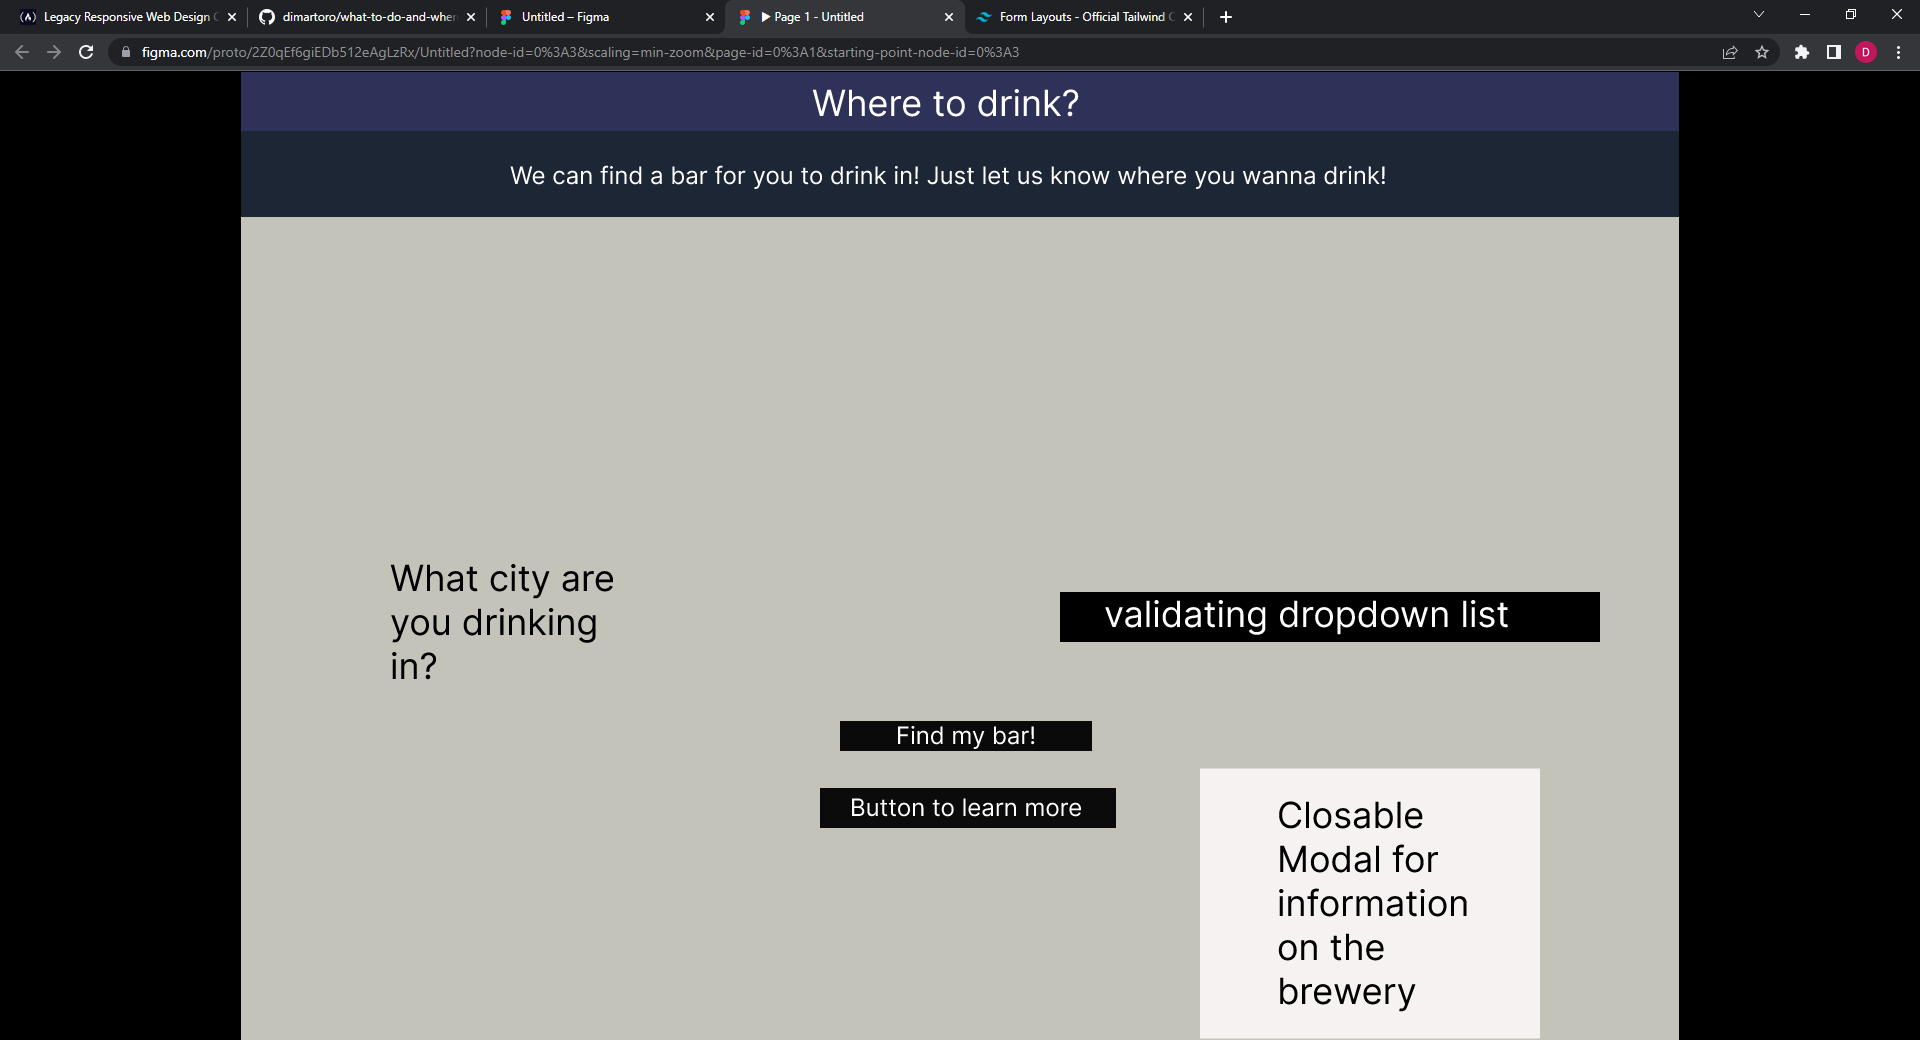 Legacy Responsive Web Design
dimartoro/what-to-do-and-wher
Untitled – Figma
Page 1 - Untitled
Form Layouts - Official Tailwind
figma.com/proto/2Z0qEf6giEDb512eAgLzRx/Untitled?node-id=0%3A3&scaling=min-zoom&page-id=0%3A1&starting-point-node-id=0%3A3
D
Where to drink?
We can find a bar for you to drink in! Just let us know where you wanna drink!
What city are
you drinking
in?
validating dropdown list
Find my bar!
Button to learn more
Closable
Modal for
information
on the
brewery